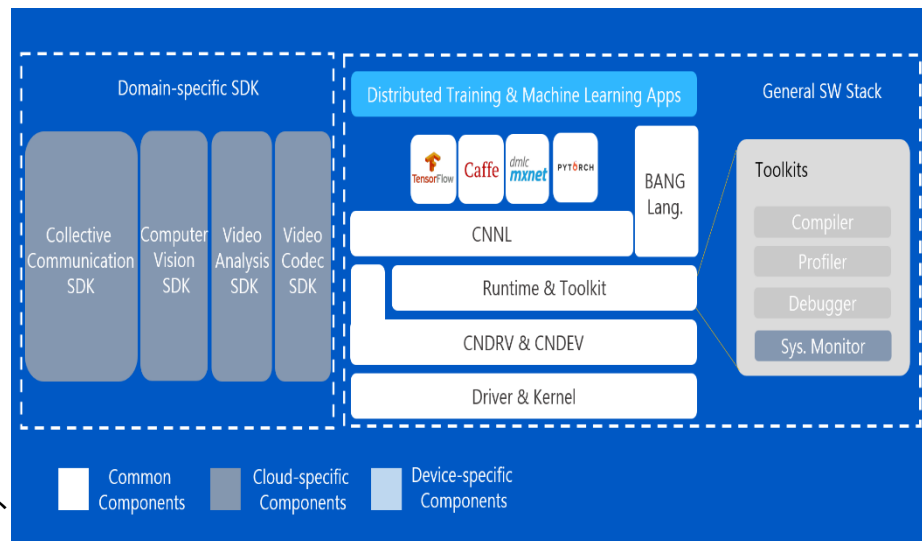 Domain-specific SDK
Collective
Communication
SDK
Computer
Vision
SDK
Video
Analysis
SDK
Video
Codec
SDK
Distributed Training & Machine Learning Apps
TensorFlow
Caffe
dmlc
mxnet
PYTORCH
BANG
Lang.
CNNL
Runtime & Toolkit
CNDRV & CNDEV
Driver & Kernel
General SW Stack
Toolkits
Compiler
Profiler
Debugger
Sys. Monitor
Common
Components
Cloud-specific
Components
Device-specific
Components